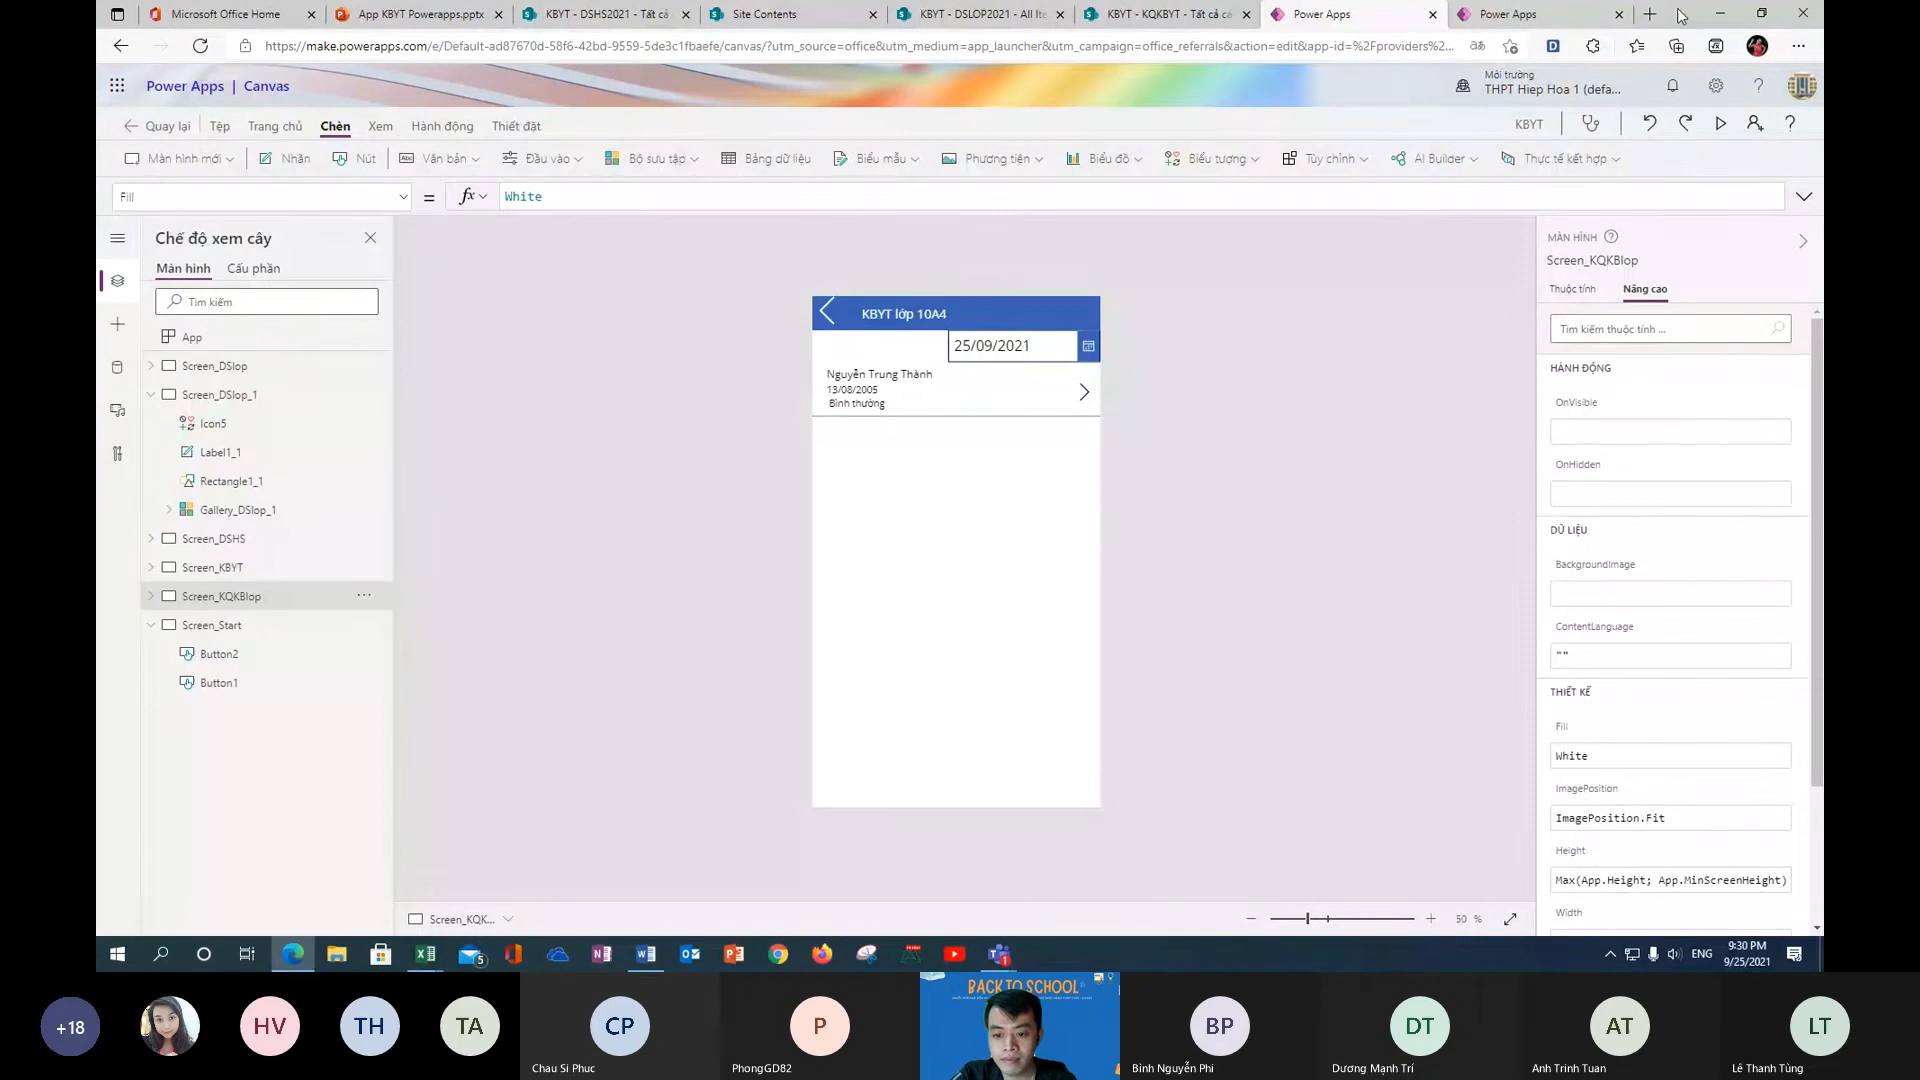 Microsoft Office Home
App KBYT Powerapps.pptx
KBYT - DSHS2021 - Tất cả
Site Contents
KBYT - DSLOP2021 - All Ite
KBYT - KQKBYT - Tất cả cá
Power Apps
Power Apps
https://make.powerapps.com/e/Default-ad87670d-58f6-42bd-9559-5de3c1fbaefe/canvas/?utm_source=office&utm_medium=app_launcher&utm_campaign=office_referrals&action=edit&app-id=%2Fproviders%2...
Power Apps | Canvas
Môi trường
THPT Hiep Hoa 1 (defa...
Quay lại
Tệp
Trang chủ
Chèn
Xem
Hành động
Thiết đặt
KBYT
Màn hình mới
Nhãn
Nút
Văn bản
Đầu vào
Bộ sưu tập
Bảng dữ liệu
Biểu mẫu
Phương tiện
Biểu đồ
Biểu tượng
Tùy chỉnh
AI Builder
Thực tế kết hợp
Fill
=
fx
White
Chế độ xem cây
Màn hình
Cấu phần
Tìm kiếm
App
Screen_DSlop
Screen_DSlop_1
Icon5
Label1_1
Rectangle1_1
Gallery_DSlop_1
Screen_DSHS
Screen_KBYT
Screen_KQKBlop
Screen_Start
Button2
Button1
KBYT lớp 10A4
25/09/2021
Nguyễn Trung Thành
13/08/2005
Bình thường
MÀN HÌNH
Screen_KQKBlop
Thuộc tính
Nâng cao
Tìm kiếm thuộc tính ...
HÀNH ĐỘNG
OnVisible
OnHidden
DỮ LIỆU
BackgroundImage
ContentLanguage
""
THIẾT KẾ
Fill
White
ImagePosition
ImagePosition.Fit
Height
Max(App.Height; App.MinScreenHeight)
Width
Screen_KQK...
50 %
ENG
9:30 PM
9/25/2021
+18
HV
TH
TA
CP
Chau Si Phuc
P
PhongGD82
BACK TO SCHOOL
BP
Bình Nguyễn Phi
DT
Dương Mạnh Trí
AT
Anh Trinh Tuan
LT
Lê Thanh Tùng